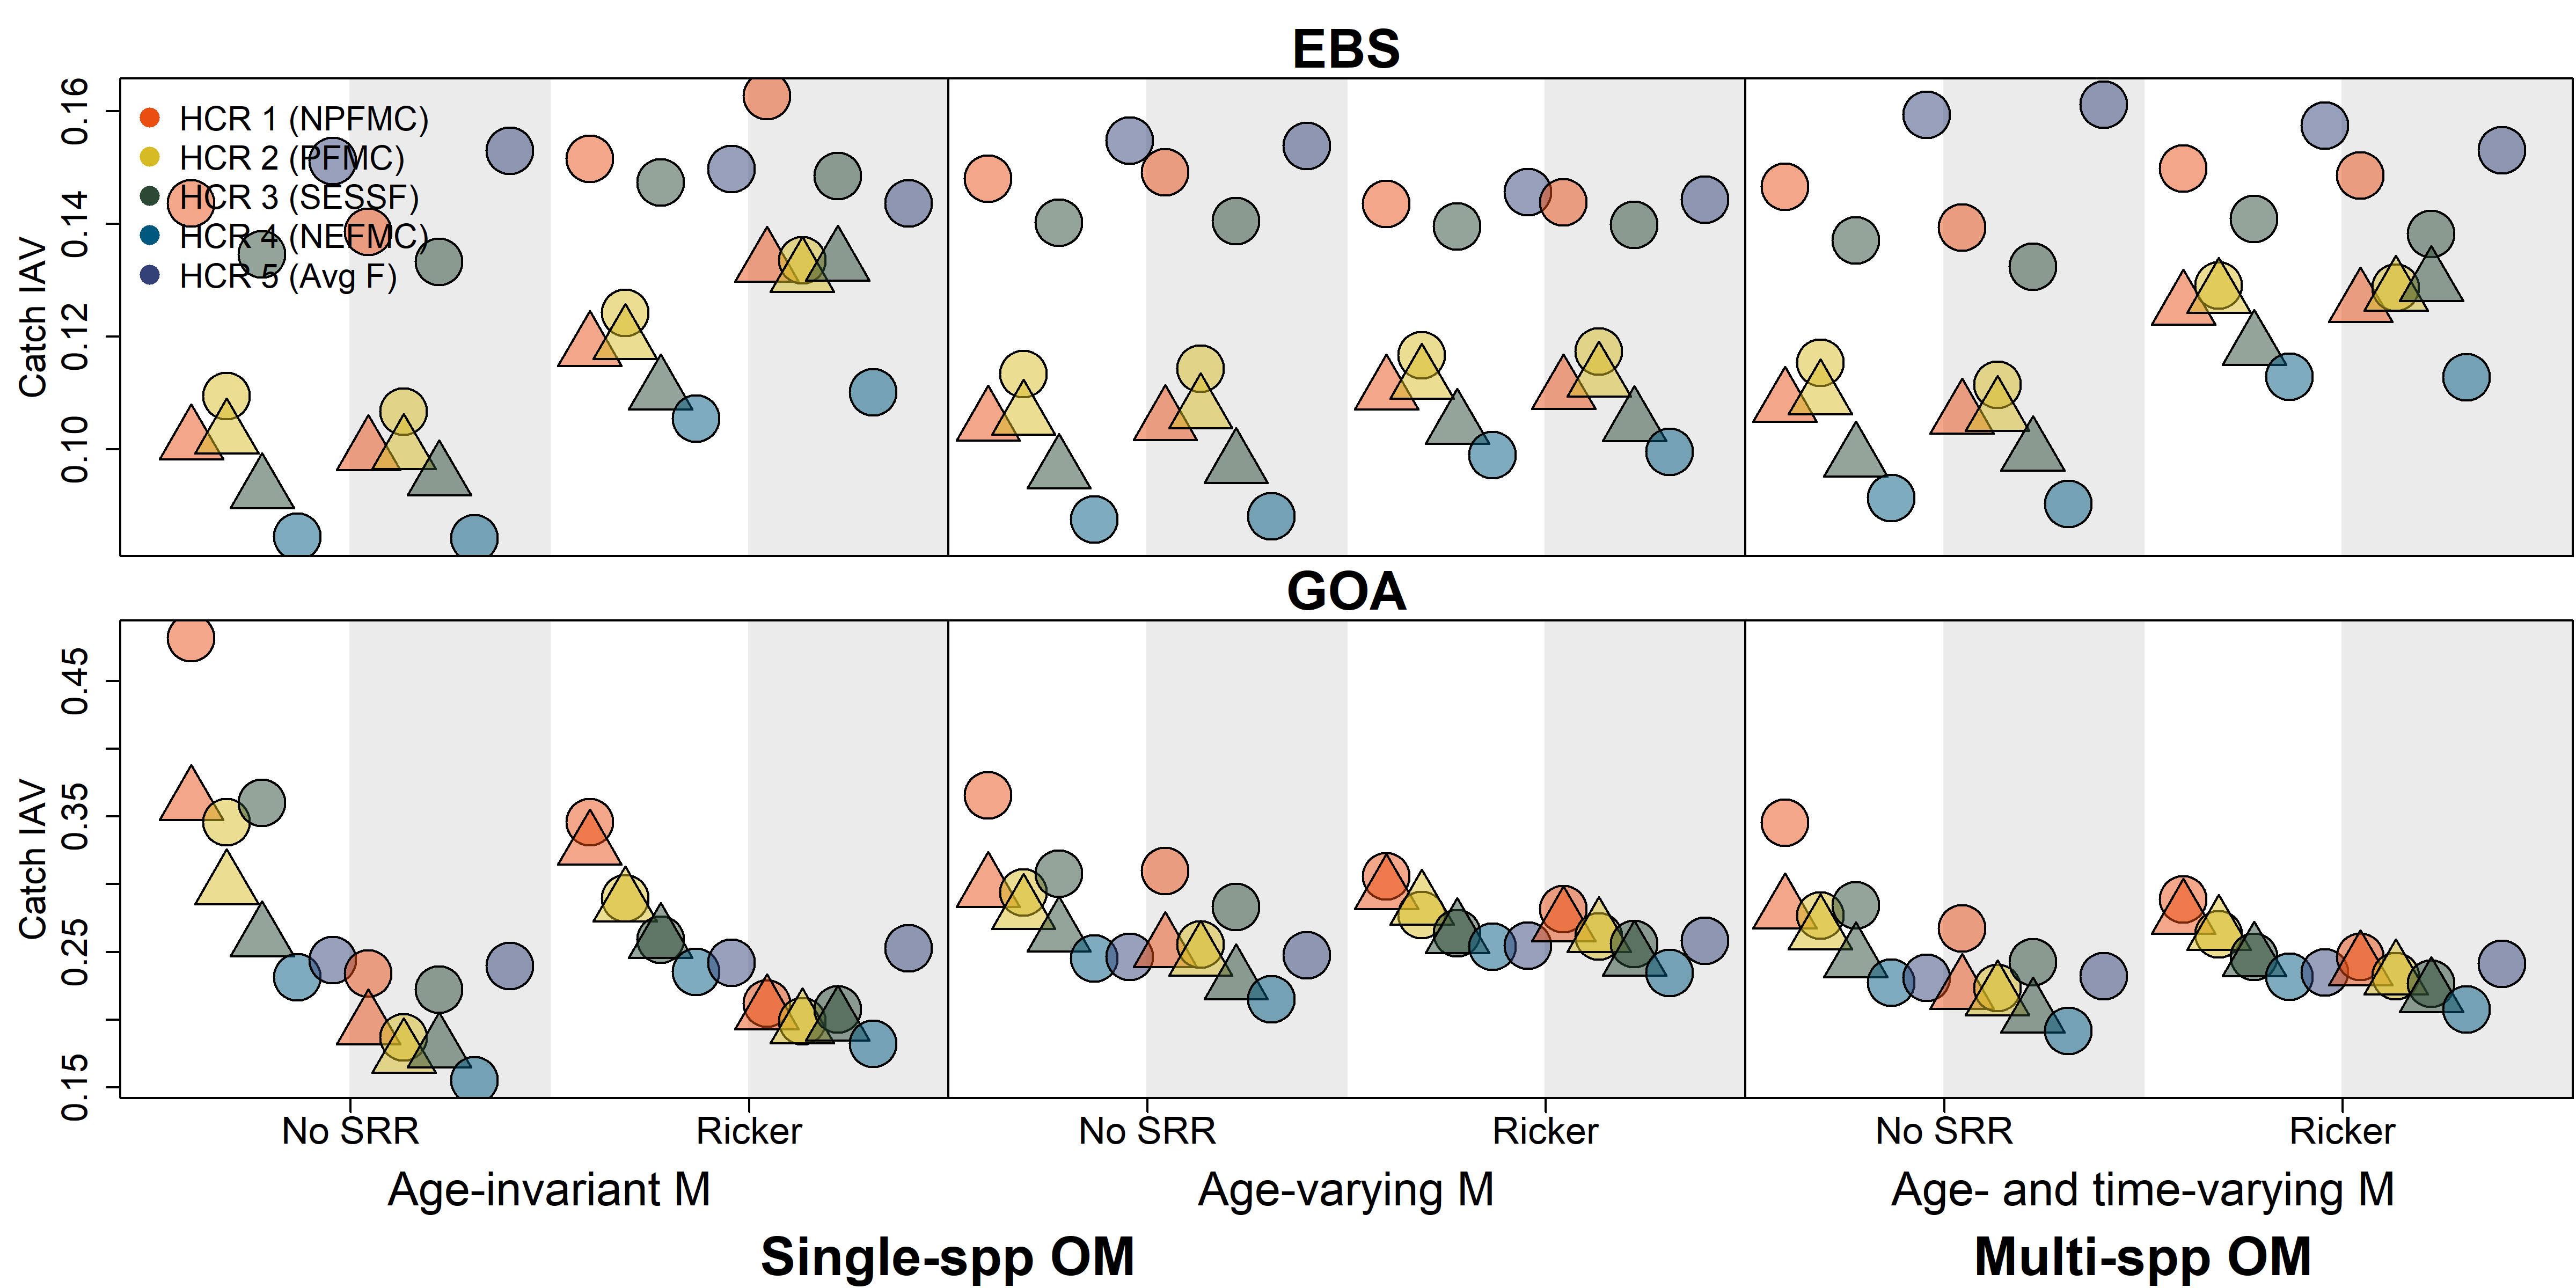 EBS
Catch IAV
0.16
0.14
0.12
0.10
HCR 1 (NPFMC)
HCR 2 (PFMC)
HCR 3 (SESSF)
HCR 4 (NEFMC)
HCR 5 (Avg F)
GOA
Catch IAV
0.45
0.35
0.25
0.15
No SRR Ricker No SRR Ricker No SRR Ricker
Age-invariant M Age-varying M Age- and time-varying M
Single-spp OM Multi-spp OM